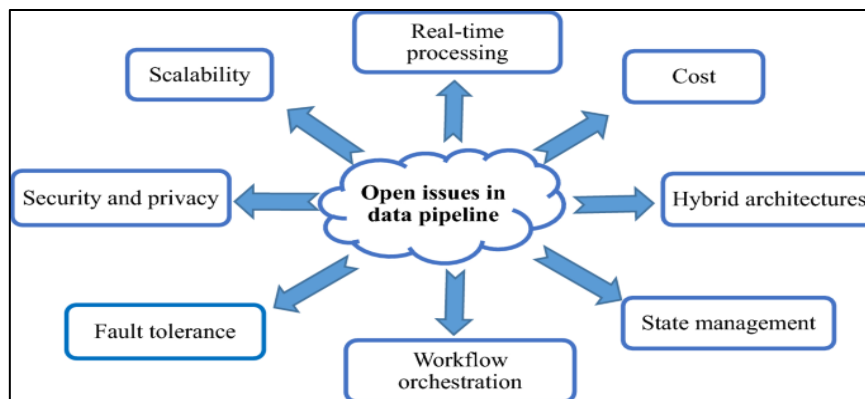 Real-time
processing
Scalability
Cost
Open issues in
data pipeline
Security and privacy
Hybrid architectures
Fault tolerance
State management
Workflow
orchestration